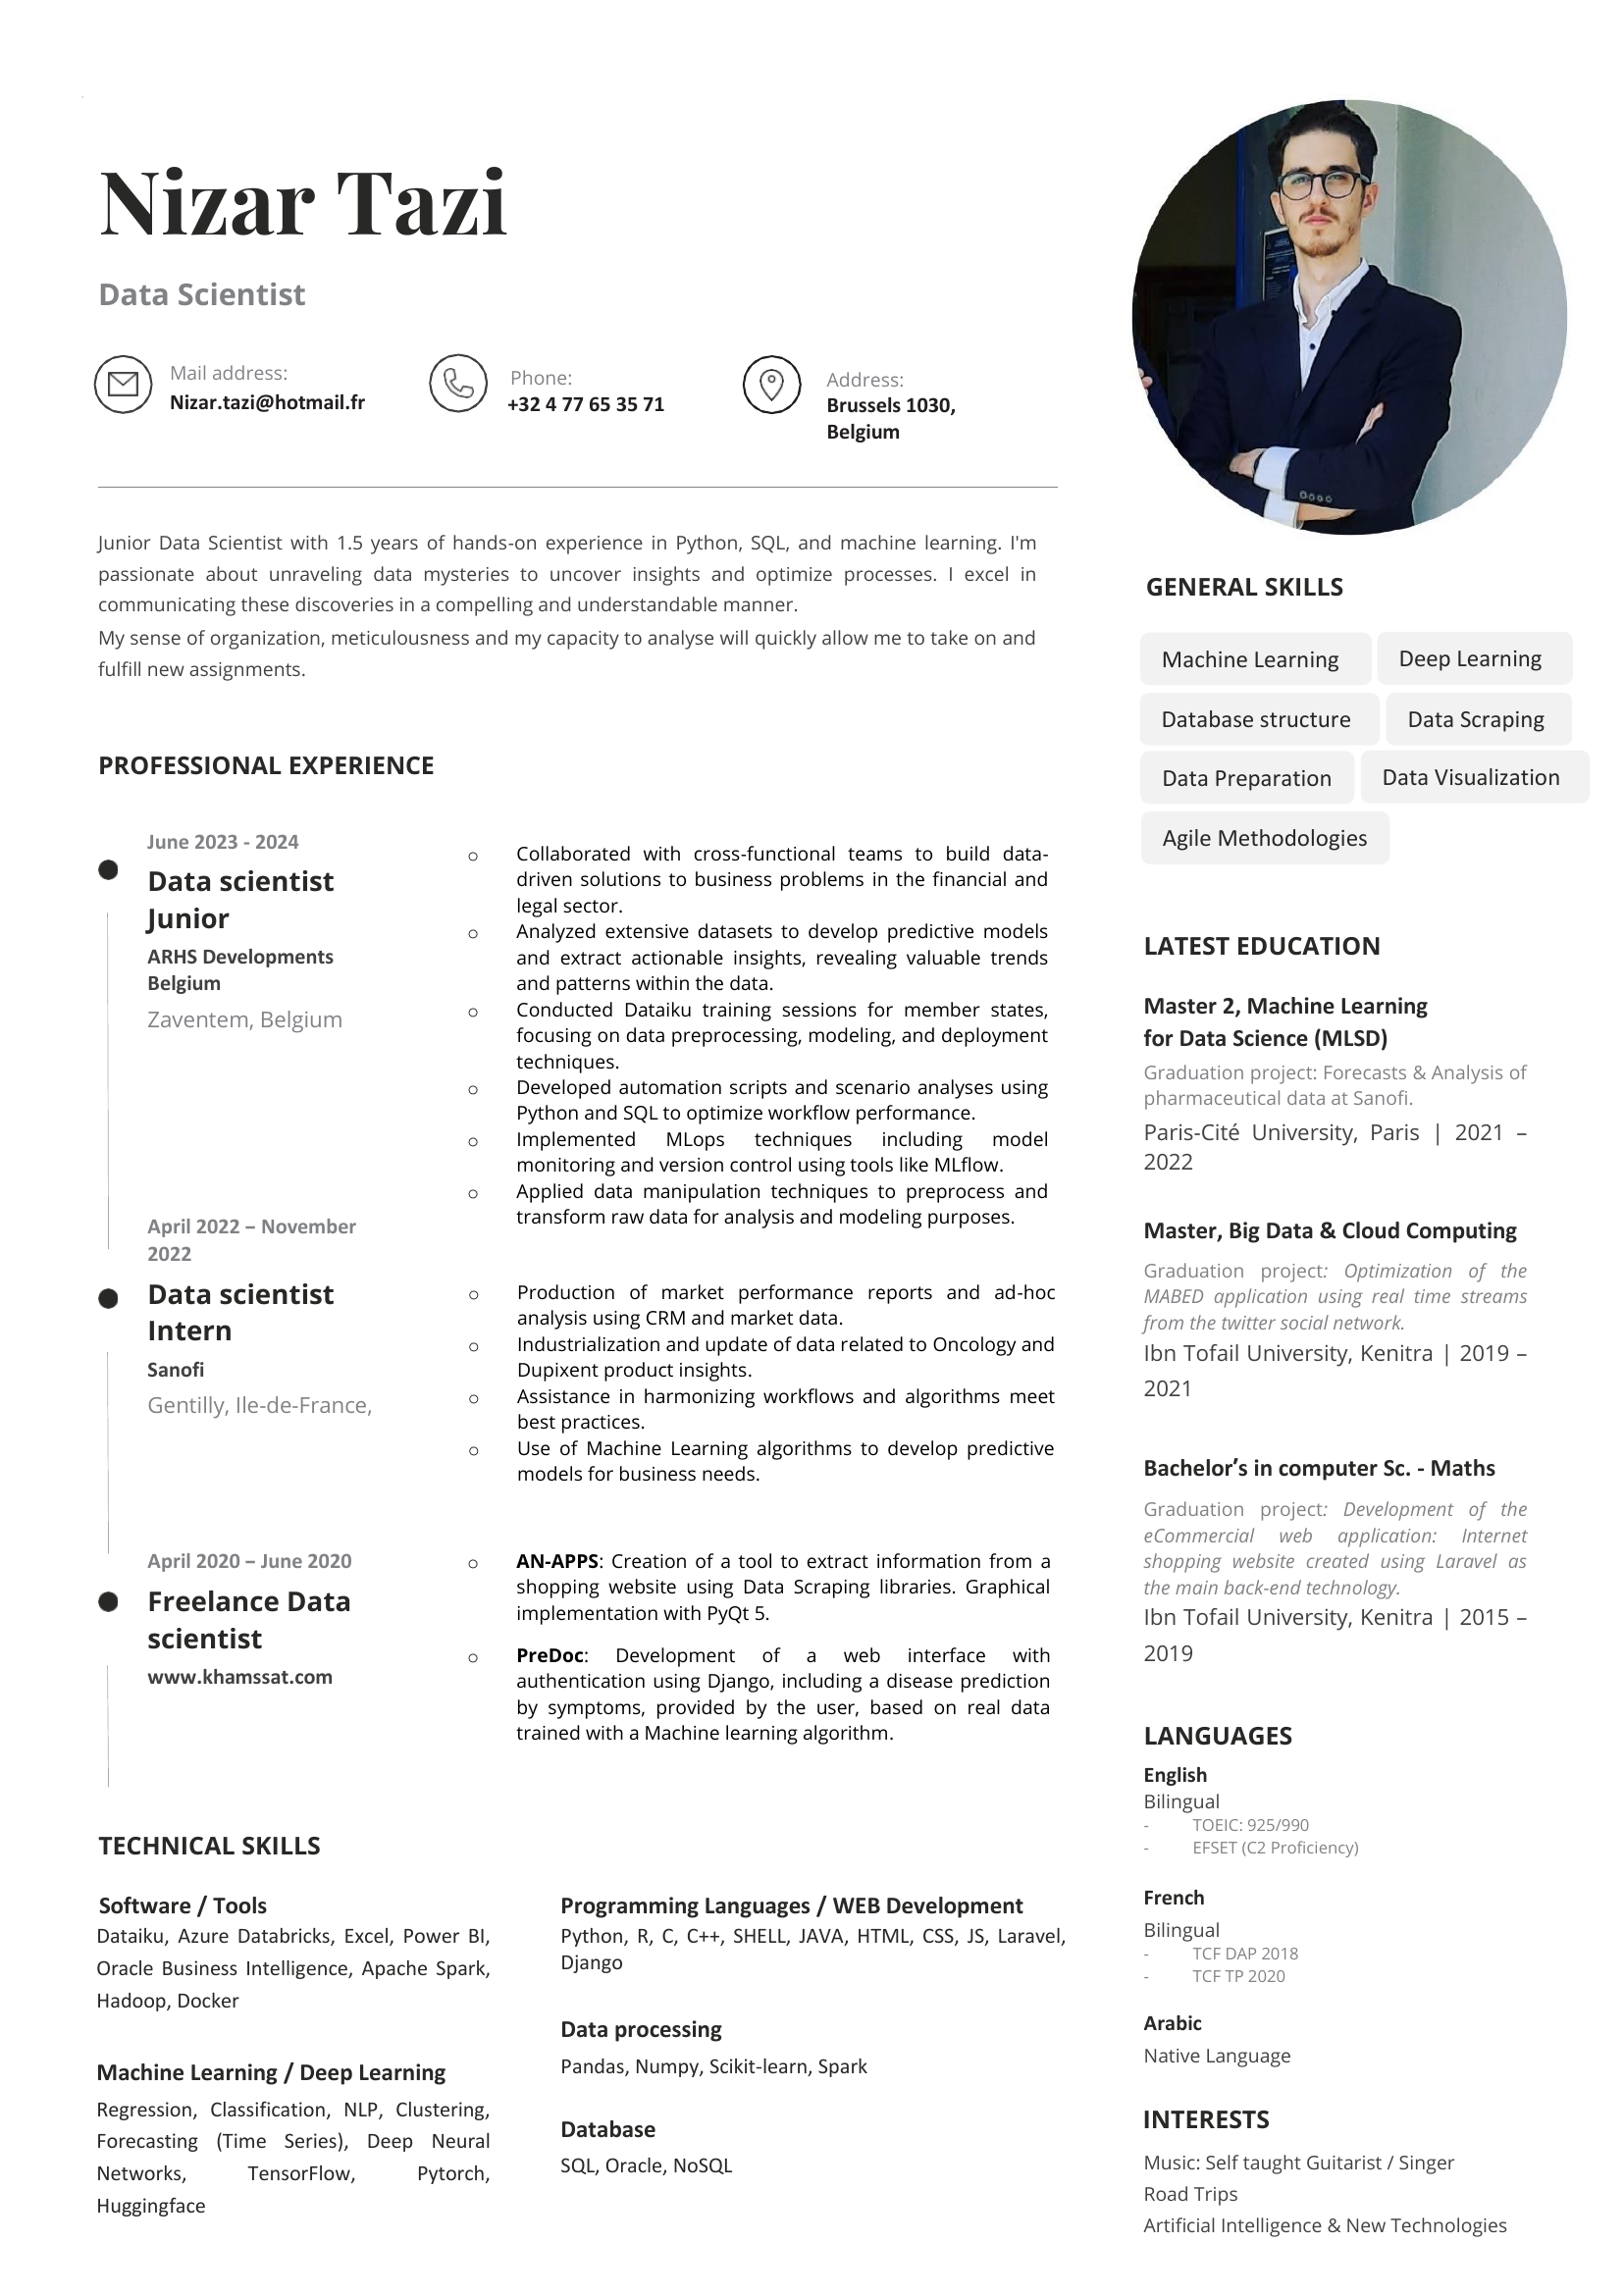 Nizar Tazi
Data Scientist
Mail address:
Nizar.tazi@hotmail.fr
Phone:
+32 4 77 65 35 71
Address:
Brussels 1030,
Belgium
Junior Data Scientist with 1.5 years of hands-on experience in Python, SQL, and machine learning. I'm
passionate about unraveling data mysteries to uncover insights and optimize processes. I excel in
communicating these discoveries in a compelling and understandable manner.
My sense of organization, meticulousness and my capacity to analyse will quickly allow me to take on and
fulfill new assignments.
PROFESSIONAL EXPERIENCE
June 2023 - 2024
Data scientist
Junior
ARHS Developments
Belgium
Zaventem, Belgium
o Collaborated with cross-functional teams to build data-
driven solutions to business problems in the financial and
legal sector.
o Analyzed extensive datasets to develop predictive models
and extract actionable insights, revealing valuable trends
and patterns within the data.
o Conducted Dataiku training sessions for member states,
focusing on data preprocessing, modeling, and deployment
techniques.
o Developed automation scripts and scenario analyses using
Python and SQL to optimize workflow performance.
o Implemented MLops techniques including model
monitoring and version control using tools like MLflow.
o Applied data manipulation techniques to preprocess and
transform raw data for analysis and modeling purposes.
April 2022 – November
2022
Data scientist
Intern
Sanofi
Gentilly, Ile-de-France,
o Production of market performance reports and ad-hoc
analysis using CRM and market data.
o Industrialization and update of data related to Oncology and
Dupixent product insights.
o Assistance in harmonizing workflows and algorithms meet
best practices.
o Use of Machine Learning algorithms to develop predictive
models for business needs.
April 2020 – June 2020
Freelance Data
scientist
www.khamssat.com
o AN-APPS: Creation of a tool to extract information from a
shopping website using Data Scraping libraries. Graphical
implementation with PyQt 5.
o PreDoc: Development of a web interface with
authentication using Django, including a disease prediction
by symptoms, provided by the user, based on real data
trained with a Machine learning algorithm.
TECHNICAL SKILLS
Software / Tools
Dataiku, Azure Databricks, Excel, Power BI,
Oracle Business Intelligence, Apache Spark,
Hadoop, Docker
Machine Learning / Deep Learning
Regression, Classification, NLP, Clustering,
Forecasting (Time Series), Deep Neural
Networks, TensorFlow, Pytorch,
Huggingface
Programming Languages / WEB Development
Python, R, C, C++, SHELL, JAVA, HTML, CSS, JS, Laravel,
Django
Data processing
Pandas, Numpy, Scikit-learn, Spark
Database
SQL, Oracle, NoSQL
GENERAL SKILLS
Machine Learning
Deep Learning
Database structure
Data Scraping
Data Preparation
Data Visualization
Agile Methodologies
LATEST EDUCATION
Master 2, Machine Learning
for Data Science (MLSD)
Graduation project: Forecasts & Analysis of
pharmaceutical data at Sanofi.
Paris-Cité University, Paris | 2021 –
2022
Master, Big Data & Cloud Computing
Graduation project: Optimization of the
MABED application using real time streams
from the twitter social network.
Ibn Tofail University, Kenitra | 2019 –
2021
Bachelor’s in computer Sc. - Maths
Graduation project: Development of the
eCommercial web application: Internet
shopping website created using Laravel as
the main back-end technology.
Ibn Tofail University, Kenitra | 2015 –
2019
LANGUAGES
English
Bilingual
- TOEIC: 925/990
- EFSET (C2 Proficiency)
French
Bilingual
- TCF DAP 2018
- TCF TP 2020
Arabic
Native Language
INTERESTS
Music: Self taught Guitarist / Singer
Road Trips
Artificial Intelligence & New Technologies